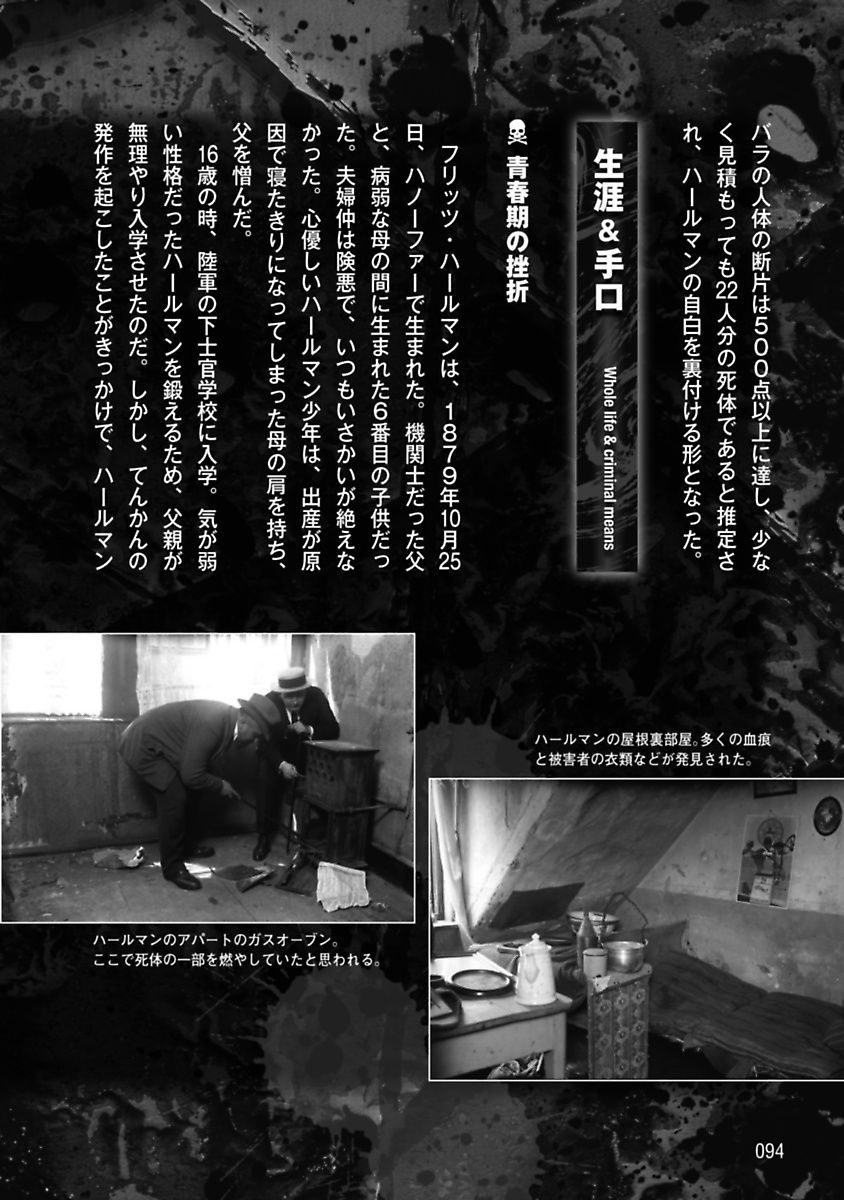 バラの人体の断片は５００点以上に達し、少な
く見積もっても22人分の死体であると推定さ
れ、ハールマンの自白を裏付ける形となった。
生涯＆手口
Whole life & criminal means
青春期の挫折
フリッツ・ハールマンは、１８７９年10月25
日、ハノーファーで生まれた。機関士だった父
と、病弱な母の間に生まれた６番目の子供だっ
た。夫婦仲は険悪で、いつもいさかいが絶えな
かった。心優しいハールマン少年は、出産が原
因で寝たきりになってしまった母の肩を持ち、
父を憎んだ。
16歳の時、陸軍の下士官学校に入学。気が弱
い性格だったハールマンを鍛えるため、父親が
無理やり入学させたのだ。しかし、てんかんの
発作を起こしたことがきっかけで、ハールマン
ハールマンの屋根裏部屋。多くの血痕
と被害者の衣類などが発見された。
ハールマンのアパートのガスオーブン。
ここで死体の一部を燃やしていたと思われる。
094